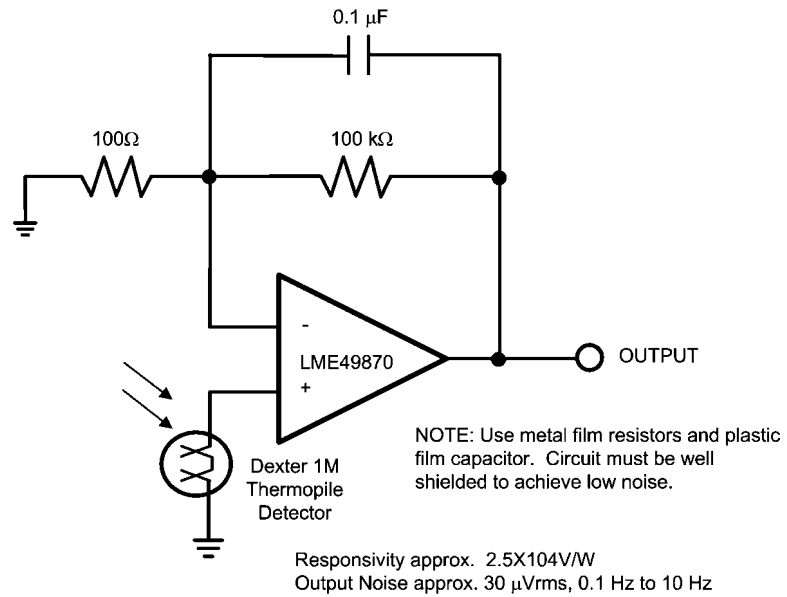 0.1 µF
100Ω
100 kΩ
-
LME49870
+
OUTPUT
Dexter 1M
Thermopile
Detector
NOTE: Use metal film resistors and plastic
film capacitor. Circuit must be well
shielded to achieve low noise.
Responsivity approx. 2.5X104V/W
Output Noise approx. 30 µVrms, 0.1 Hz to 10 Hz